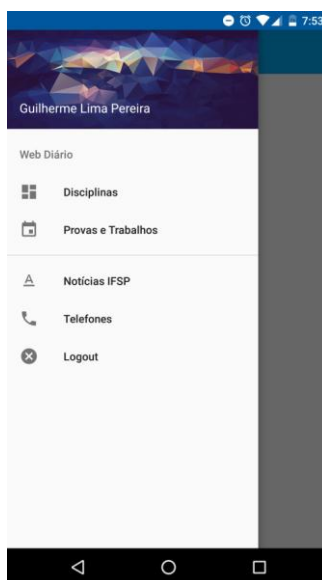 7:53
Guilherme Lima Pereira
Web Diário
Disciplinas
Provas e Trabalhos
Notícias IFSP
Telefones
Logout